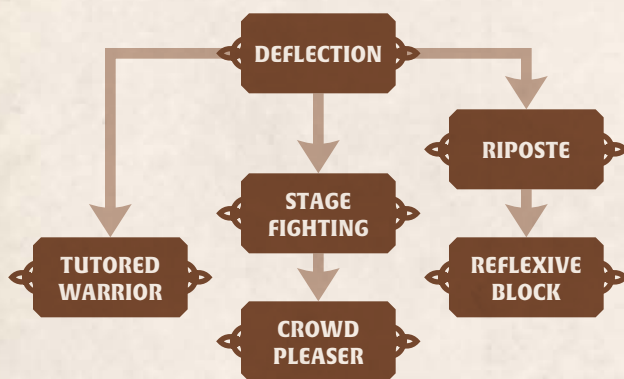 DEFLECTION
RIPOSTE
STAGE
FIGHTING
TUTORED
WARRIOR
REFLEXIVE
BLOCK
CROWD
PLEASER